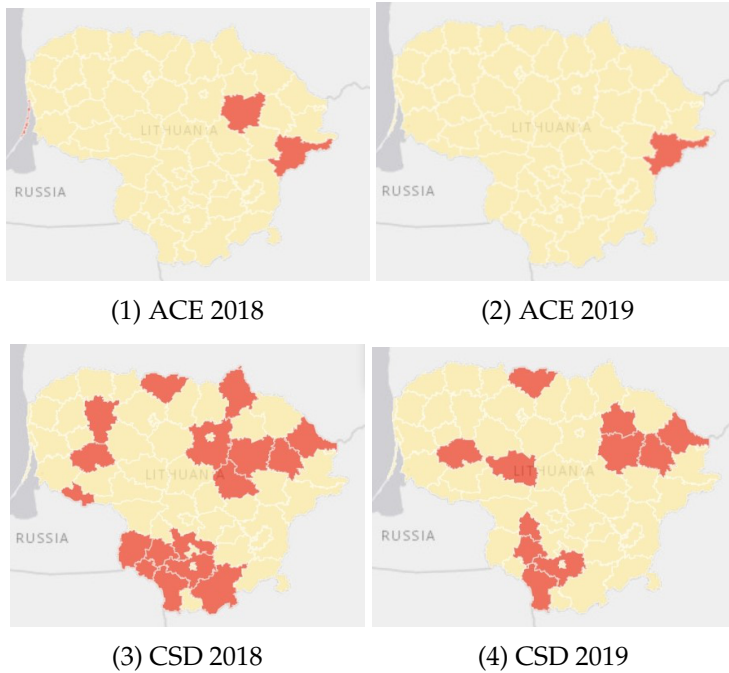 LITHUANIA
RUSSIA
LITHUANIA
RUSSIA
(1) ACE 2018
(2) ACE 2019
LITHUANIA
RUSSIA
LITHUANIA
RUSSIA
(3) CSD 2018
(4) CSD 2019